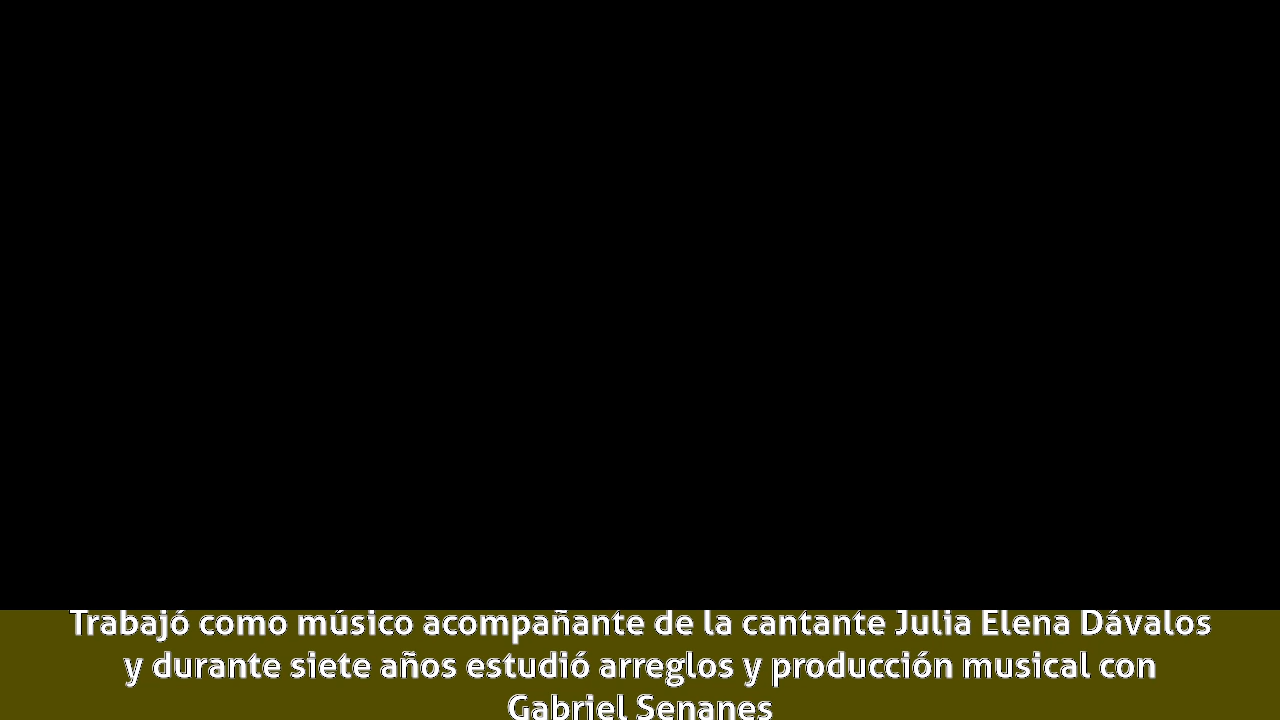 Trabajó como músico acompañante de la cantante Julia Elena Dávalos
y durante siete años estudió arreglos y producción musical con
Gabriel Senanes